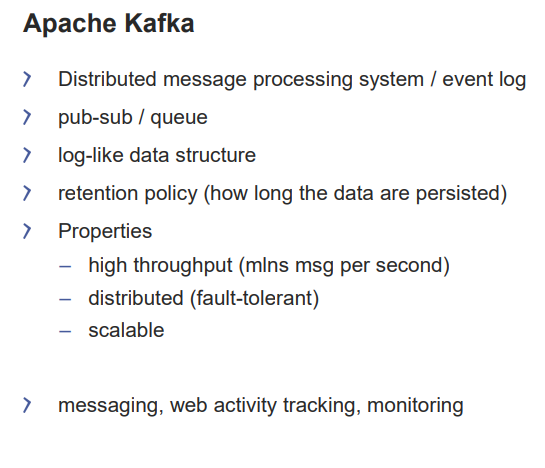 Apache Kafka
Distributed message processing system / event log
pub-sub / queue
log-like data structure
retention policy (how long the data are persisted)
Properties
– high throughput (mlns msg per second)
– distributed (fault-tolerant)
– scalable
messaging, web activity tracking, monitoring